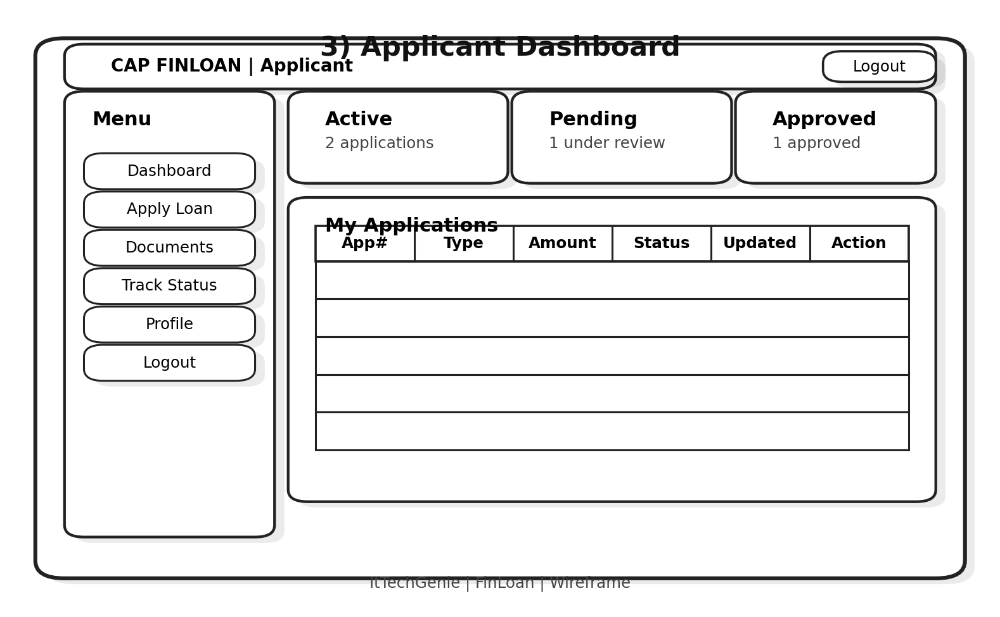 3) Applicant Dashboard
CAP FINLOAN | Applicant
Logout
Menu
Dashboard
Apply Loan
Documents
Track Status
Profile
Logout
Active
2 applications
Pending
1 under review
Approved
1 approved
My Applications
App# Type Amount Status Updated Action
ItTechGenie | FinLoan | Wireframe